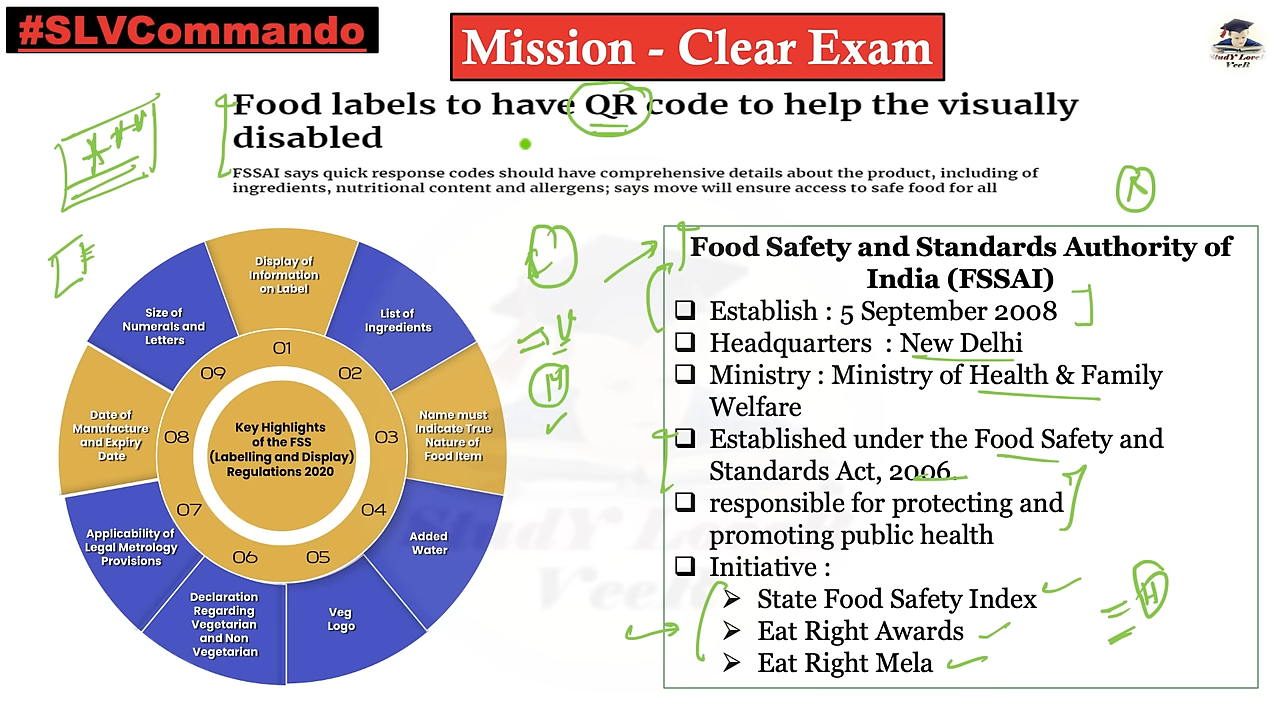 #SLVCommando
Mission - Clear Exam
StudY LoveR
VeeR
Food labels to have QR code to help the visually
disabled
FSSAI says quick response codes should have comprehensive details about the product, including of
ingredients, nutritional content and allergens; says move will ensure access to safe food for all
Display of
Information
on Label
01
List of
Ingredients
02
Name must
Indicate True
Nature of
Food Item
03
Added
Water
04
Veg
Logo
05
Declaration
Regarding
Vegetarian
and Non
Vegetarian
06
Applicability of
Legal Metrology
Provisions
07
Date of
Manufacture
and Expiry
Date
08
Size of
Numerals and
Letters
09
Key Highlights
of the FSS
(Labelling and Display)
Regulations 2020
Food Safety and Standards Authority of
India (FSSAI)
Establish : 5 September 2008
Headquarters : New Delhi
Ministry : Ministry of Health & Family
Welfare
Established under the Food Safety and
Standards Act, 2006.
responsible for protecting and
promoting public health
Initiative :
State Food Safety Index
Eat Right Awards
Eat Right Mela
StudY LoveR
VeeR
R
H